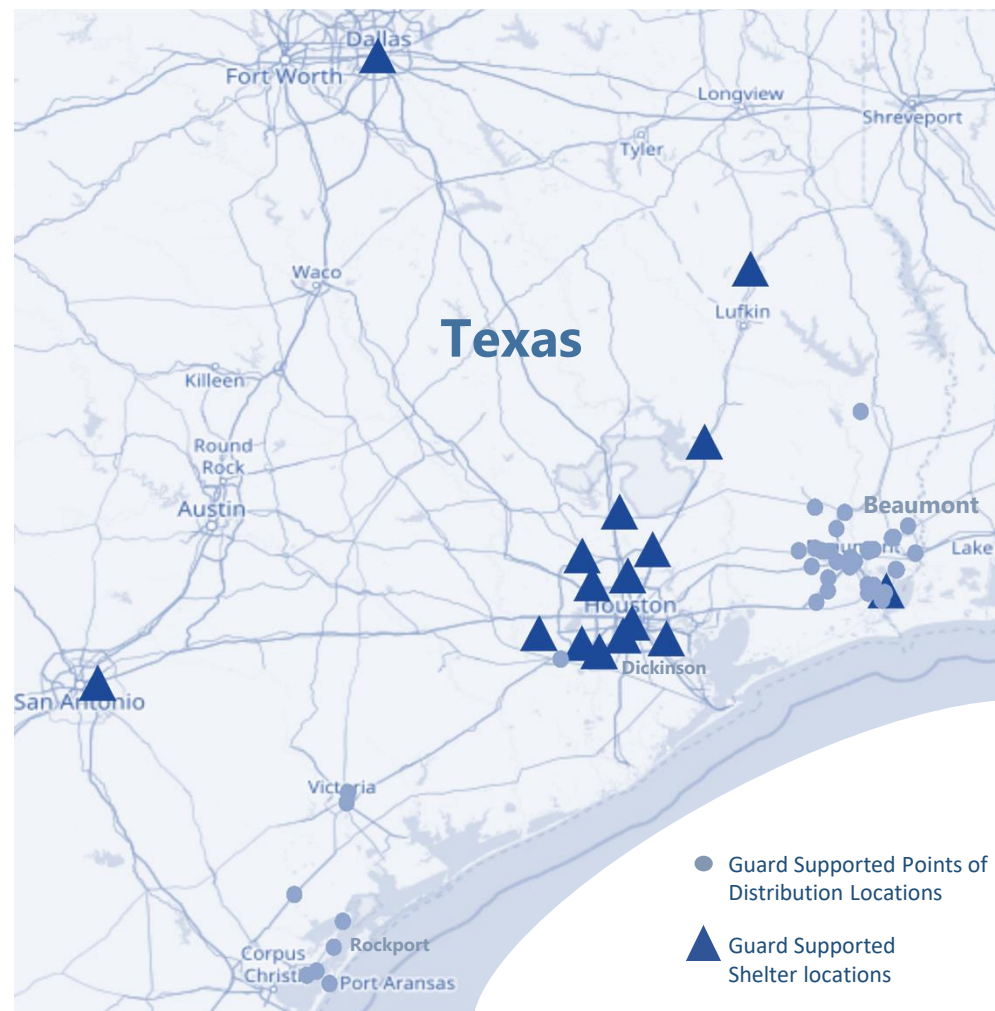 Dallas
Fort Worth
Longview
Shreveport
Tyler
Waco
Lufkin
Texas
Killeen
Round
Rock
Austin
Beaumont
Lake
Houston
Dickinson
San Antonio
Victoria
Rockport
Corpus
Christi
Port Aransas
Guard Supported Points of
Distribution Locations
Guard Supported
Shelter locations